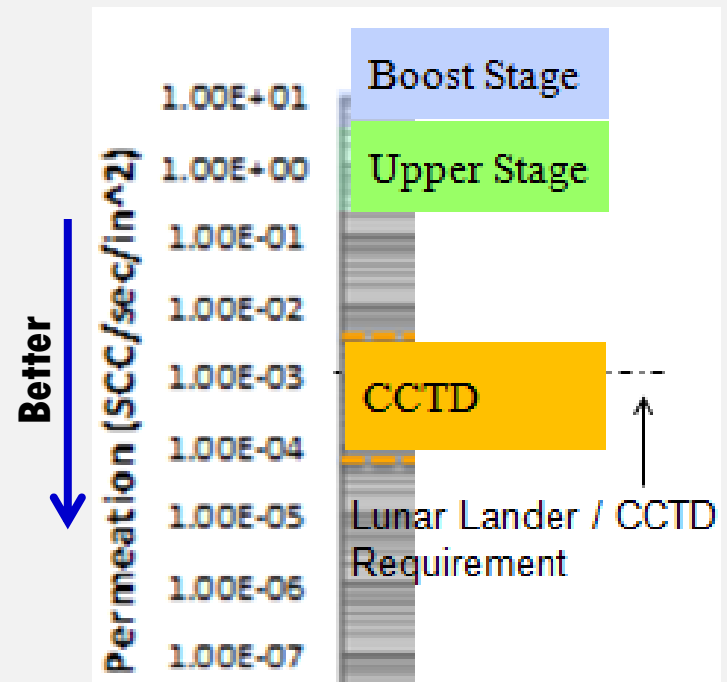 Better
Permeation (SCC/sec/in^2)
1.00E+01
1.00E+00
1.00E-01
1.00E-02
1.00E-03
1.00E-04
1.00E-05
1.00E-06
1.00E-07
Boost Stage
Upper Stage
CCTD
Lunar Lander / CCTD
Requirement